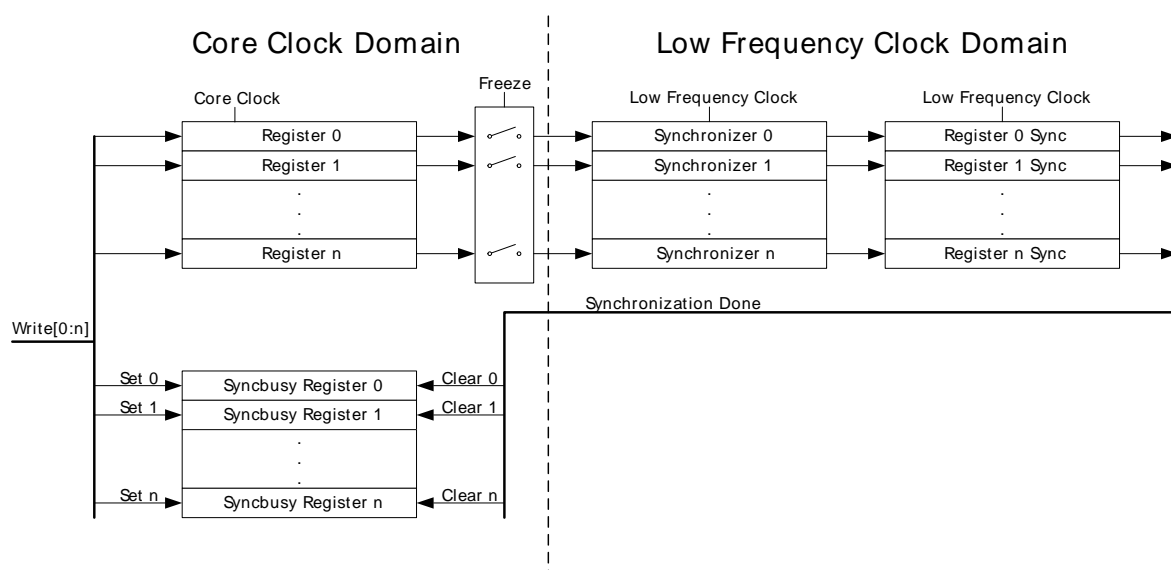 Core Clock Domain
Low Frequency Clock Domain
Freeze
Core Clock
Low Frequency Clock
Low Frequency Clock
Register 0
Synchronizer 0
Register 0 Sync
Register 1
Synchronizer 1
Register 1 Sync
.
.
.
.
.
.
.
.
.
Register n
Synchronizer n
Register n Sync
Synchronization Done
Write[0:n]
Set 0
Syncbusy Register 0
Clear 0
Set 1
Syncbusy Register 1
Clear 1
.
.
.
Set n
Syncbusy Register n
Clear n